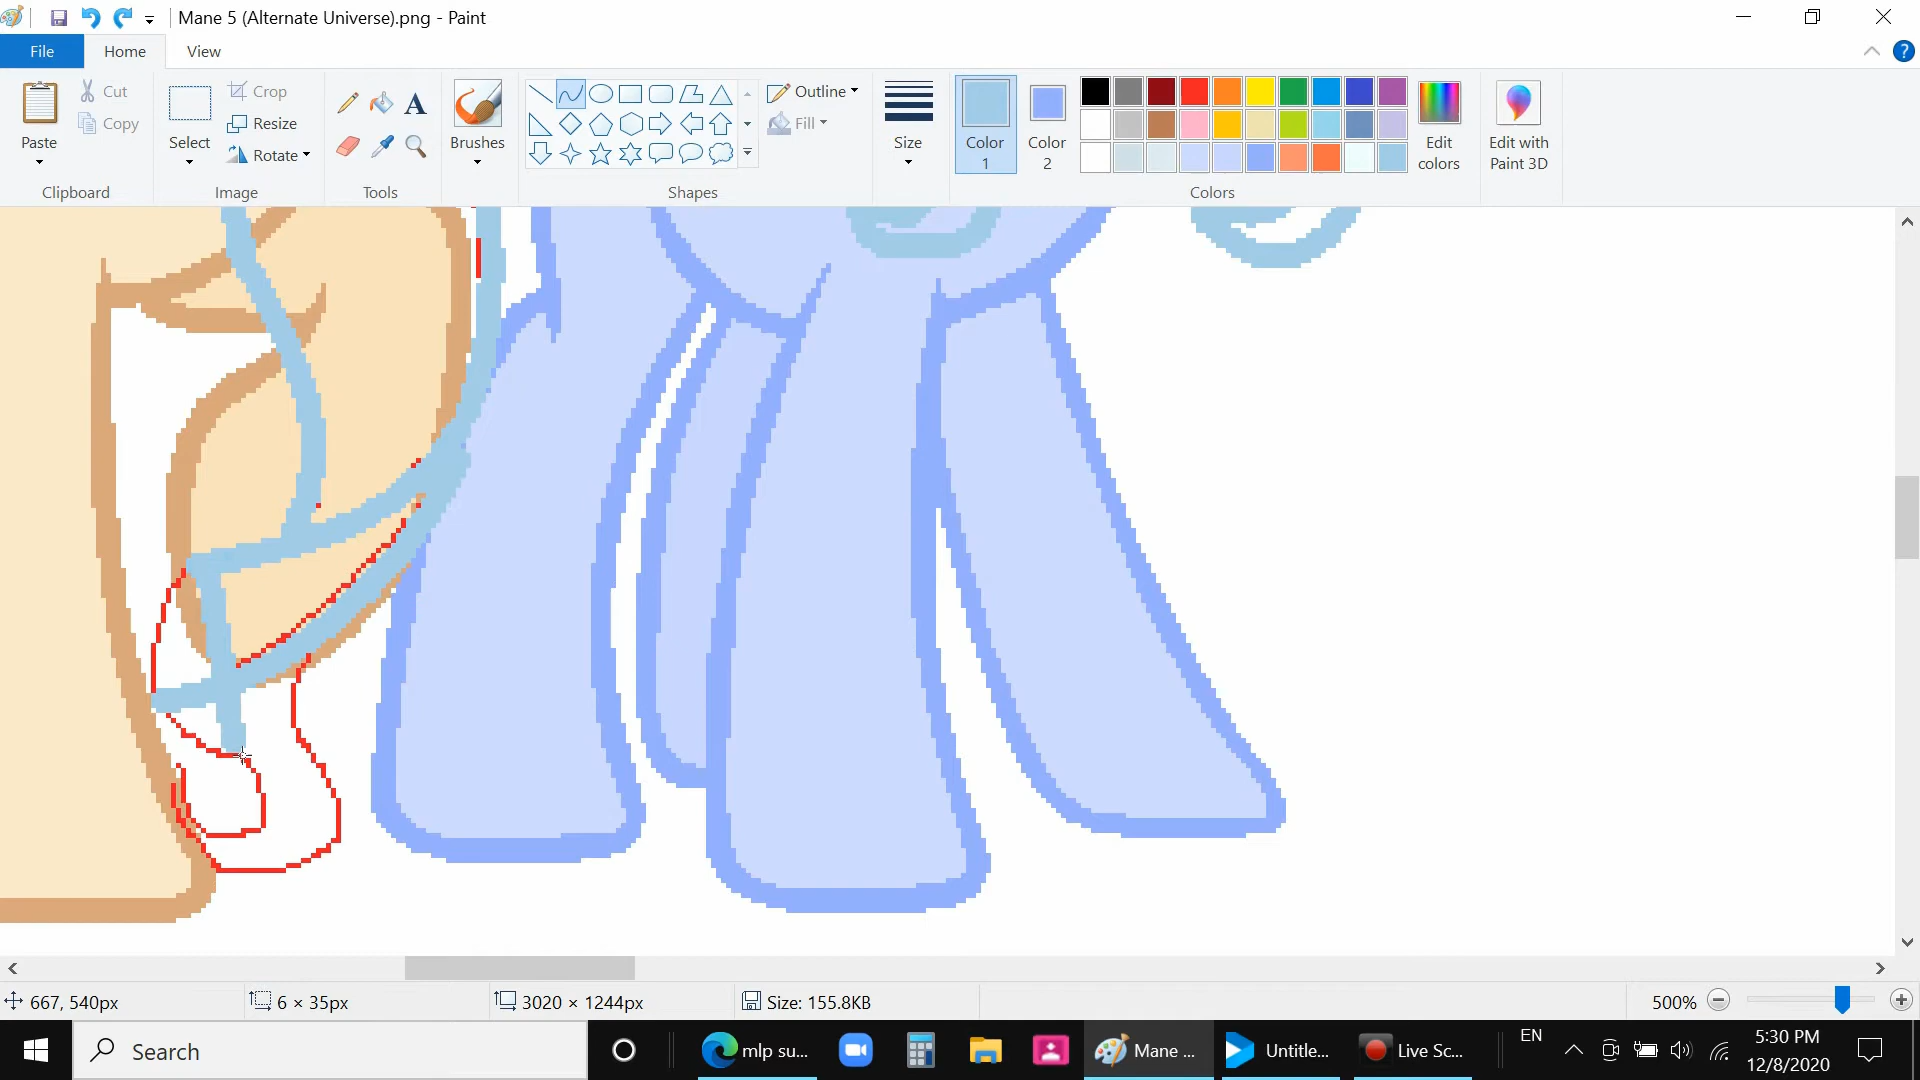 Mane 5 (Alternate Universe).png - Paint
File Home View
Paste
Cut
Copy
Clipboard
Select
Crop
Resize
Rotate
Image
A
Tools
Brushes
Outline
Fill
Shapes
Size
Color
1
Color
2
Edit
colors
Colors
Edit with
Paint 3D
?
667, 540px
6 × 35px
3020 × 1244px
Size: 155.8KB
500%
Search
mlp su...
Mane ...
Untitle...
Live Sc...
EN
5:30 PM
12/8/2020